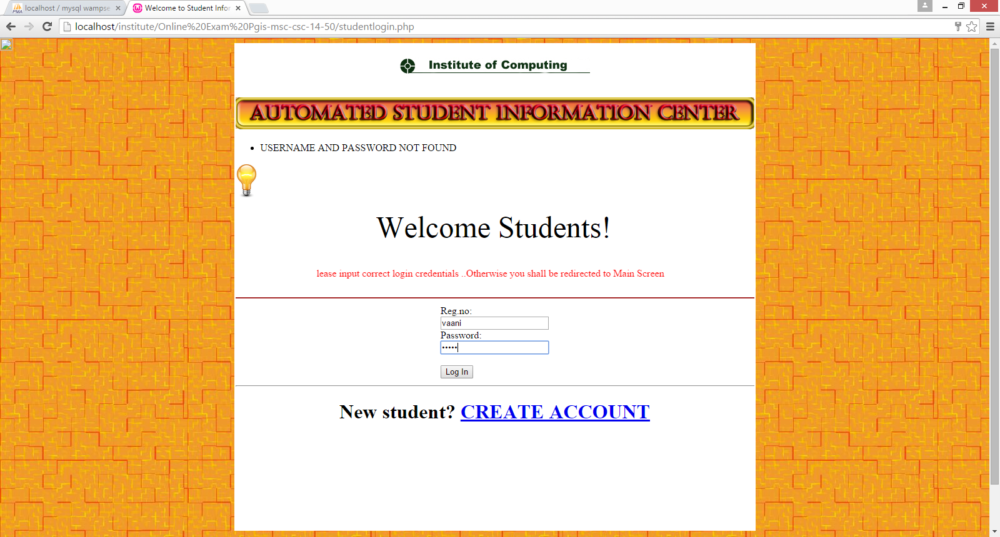 localhost / mysql wampse
Welcome to Student Infor
localhost/institute/Online%20Exam%20Pgis-msc-csc-14-50/studentlogin.php
Institute of Computing
AUTOMATED STUDENT INFORMATION CENTER
• USERNAME AND PASSWORD NOT FOUND
Welcome Students!
lease input correct login credentials ..Otherwise you shall be redirected to Main Screen
Reg.no:
vaani
Password:
•••••
Log In
New student? CREATE ACCOUNT